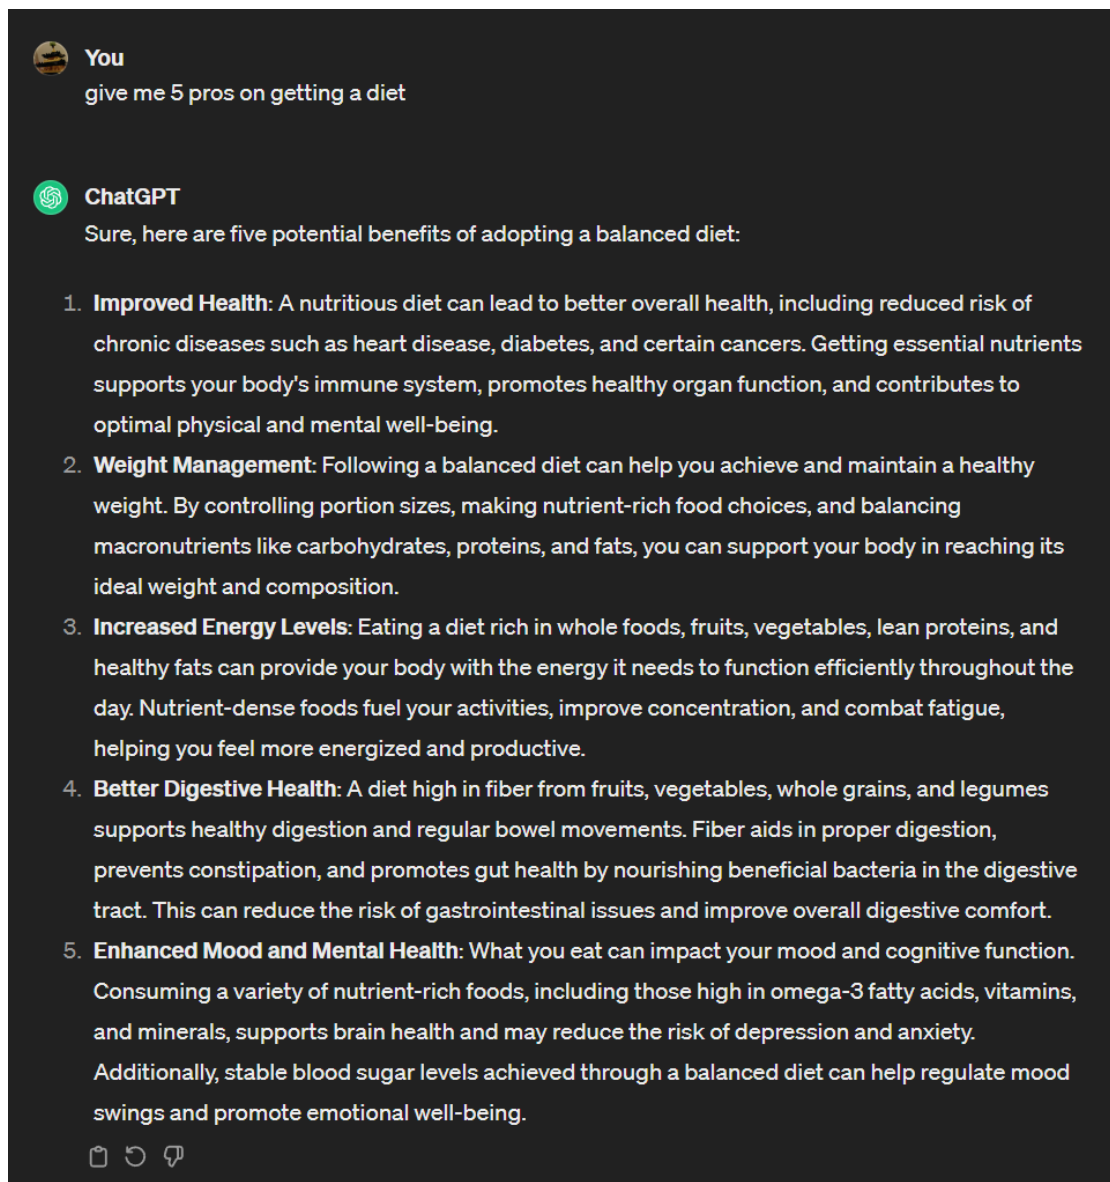 You
give me 5 pros on getting a diet
ChatGPT
Sure, here are five potential benefits of adopting a balanced diet:
1. Improved Health: A nutritious diet can lead to better overall health, including reduced risk of
chronic diseases such as heart disease, diabetes, and certain cancers. Getting essential nutrients
supports your body's immune system, promotes healthy organ function, and contributes to
optimal physical and mental well-being.
2. Weight Management: Following a balanced diet can help you achieve and maintain a healthy
weight. By controlling portion sizes, making nutrient-rich food choices, and balancing
macronutrients like carbohydrates, proteins, and fats, you can support your body in reaching its
ideal weight and composition.
3. Increased Energy Levels: Eating a diet rich in whole foods, fruits, vegetables, lean proteins, and
healthy fats can provide your body with the energy it needs to function efficiently throughout the
day. Nutrient-dense foods fuel your activities, improve concentration, and combat fatigue,
helping you feel more energized and productive.
4. Better Digestive Health: A diet high in fiber from fruits, vegetables, whole grains, and legumes
supports healthy digestion and regular bowel movements. Fiber aids in proper digestion,
prevents constipation, and promotes gut health by nourishing beneficial bacteria in the digestive
tract. This can reduce the risk of gastrointestinal issues and improve overall digestive comfort.
5. Enhanced Mood and Mental Health: What you eat can impact your mood and cognitive function.
Consuming a variety of nutrient-rich foods, including those high in omega-3 fatty acids, vitamins,
and minerals, supports brain health and may reduce the risk of depression and anxiety.
Additionally, stable blood sugar levels achieved through a balanced diet can help regulate mood
swings and promote emotional well-being.